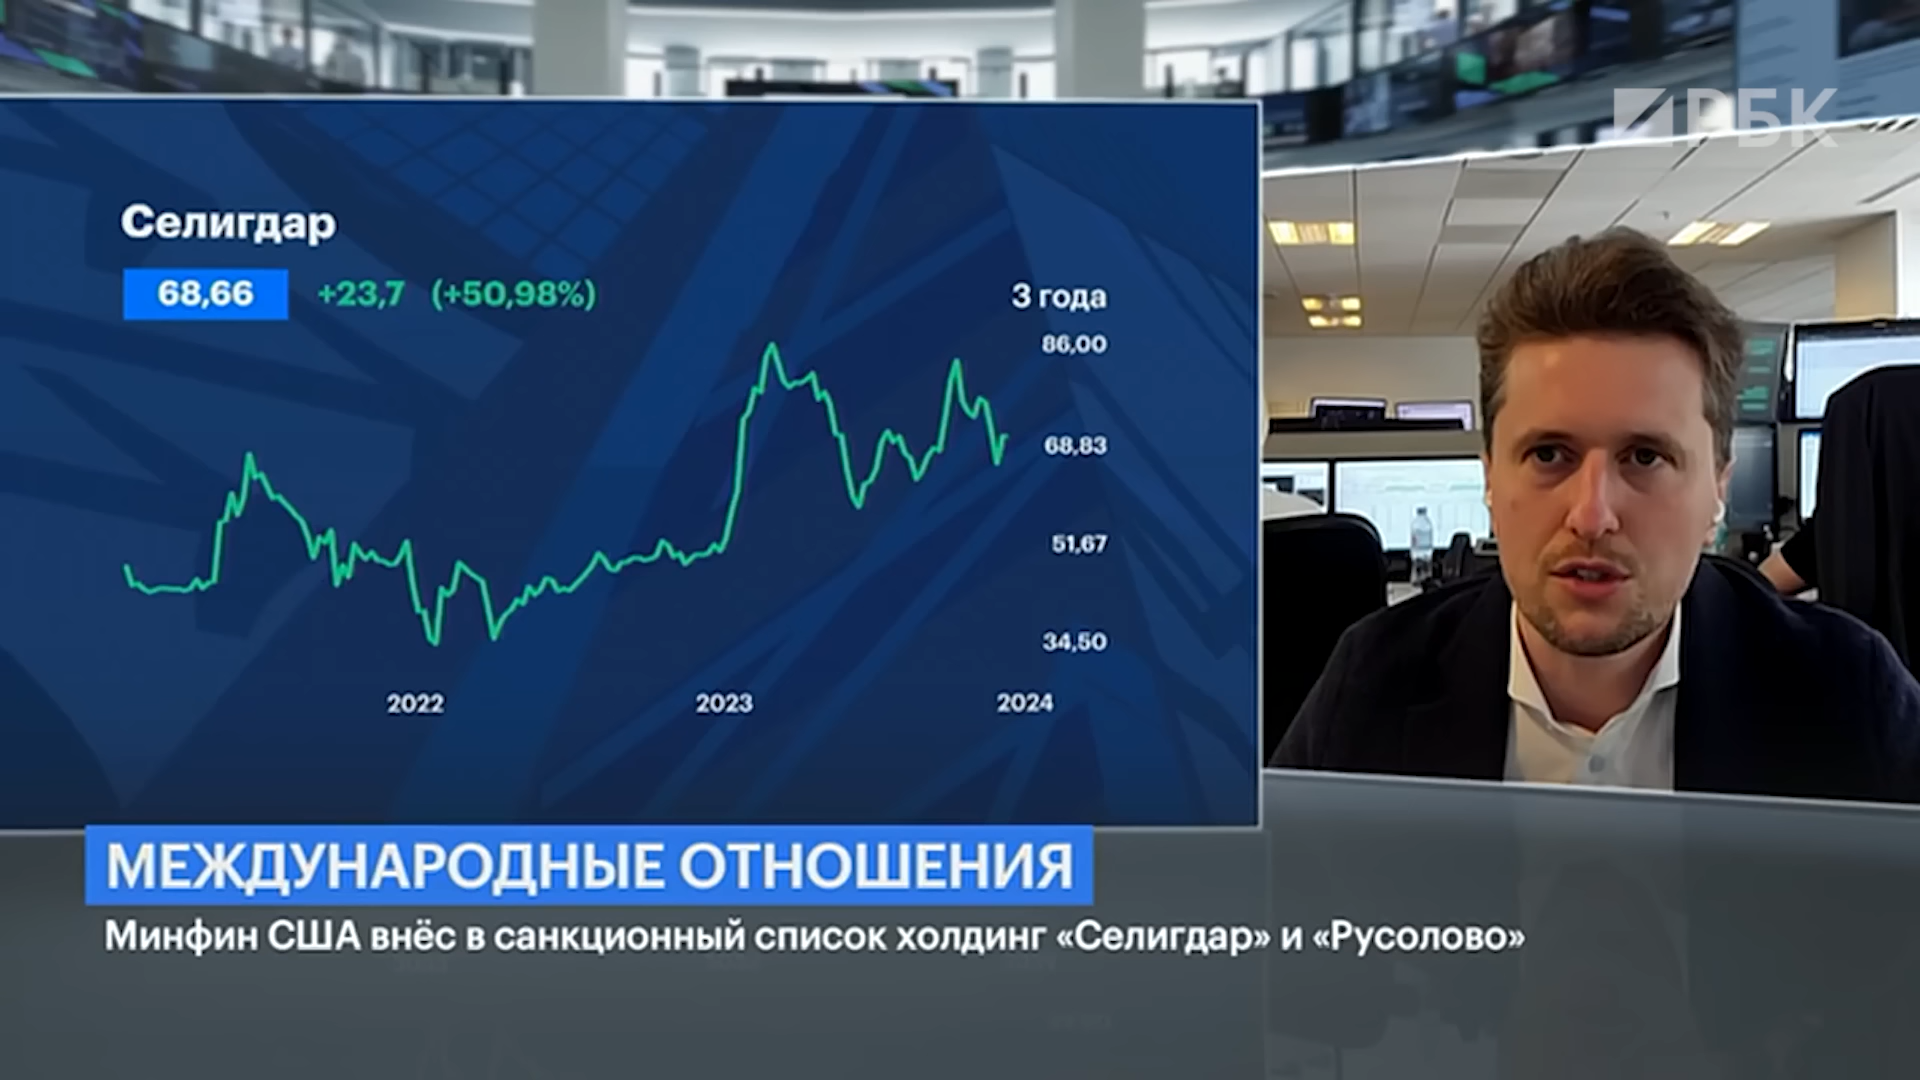 РБК
Селигдар
68,66 +23,7 (+50,98%)
3 года
86,00
68,83
51,67
34,50
2022 2023 2024
МЕЖДУНАРОДНЫЕ ОТНОШЕНИЯ
Минфин США внёс в санкционный список холдинг «Селигдар» и «Русолово»